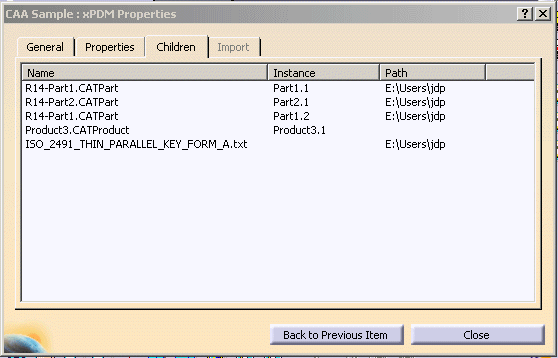 CAA Sample : xPDM Properties
General Properties Children Import
Name Instance Path
R14-Part1.CATPart Part1.1 E:\Users\jdp
R14-Part2.CATPart Part2.1 E:\Users\jdp
R14-Part1.CATPart Part1.2 E:\Users\jdp
Product3.CATProduct Product3.1
ISO_2491_THIN_PARALLEL_KEY_FORM_A.txt E:\Users\jdp
Back to Previous Item Close